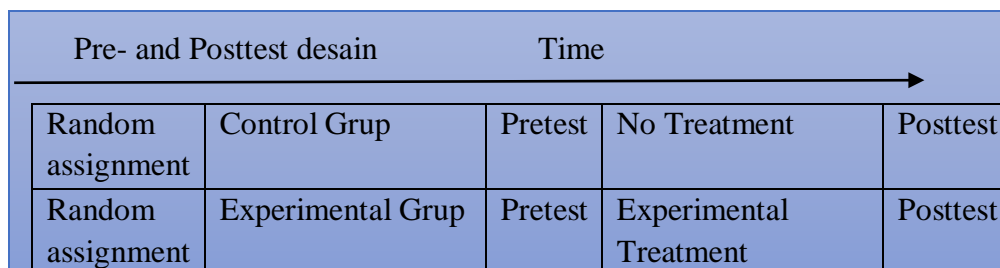 Pre- and Posttest desain Time
Random assignment Control Grup Pretest No Treatment Posttest
Random assignment Experimental Grup Pretest Experimental Treatment Posttest